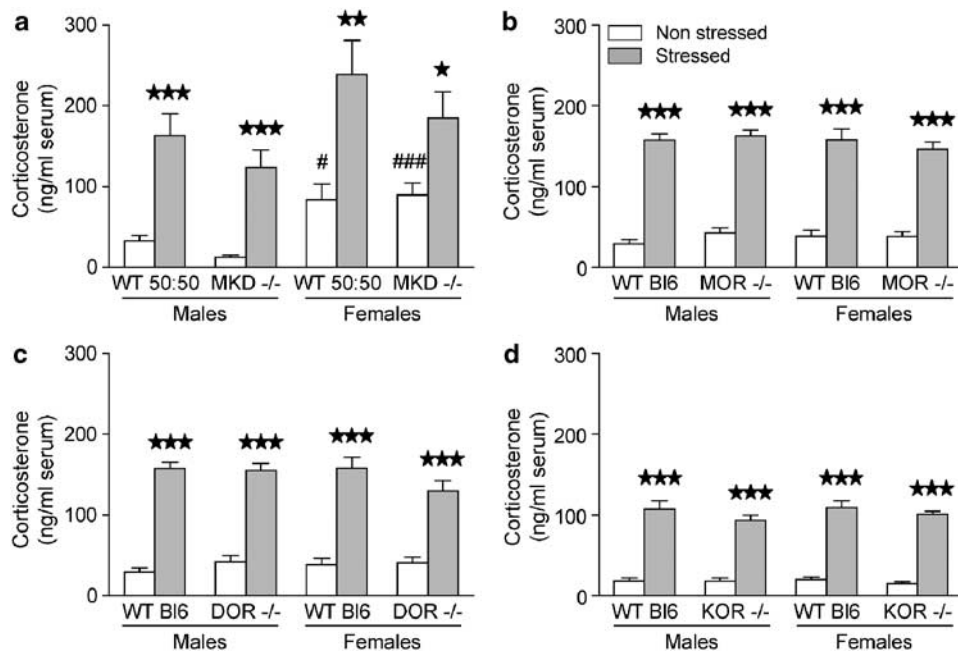 a
300
200
100
0
Corticosterone
(ng/ml serum)
★★★
★★★
#
★★
###
★
WT 50:50 MKD -/- WT 50:50 MKD -/-
Males Females
b
Non stressed
Stressed
300
200
100
0
Corticosterone
(ng/ml serum)
★★★ ★★★ ★★★ ★★★
WT Bl6 MOR -/- WT Bl6 MOR -/-
Males Females
c
300
200
100
0
Corticosterone
(ng/ml serum)
★★★ ★★★ ★★★ ★★★
WT Bl6 DOR -/- WT Bl6 DOR -/-
Males Females
d
300
200
100
0
Corticosterone
(ng/ml serum)
★★★ ★★★ ★★★ ★★★
WT Bl6 KOR -/- WT Bl6 KOR -/-
Males Females